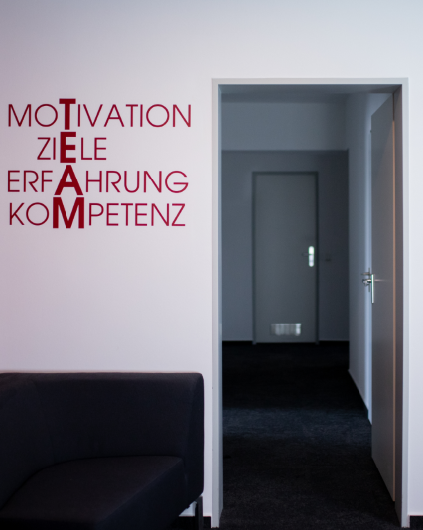 MOTIVATION
ZIELE
ERFAHRUNG
KOMPETENZ